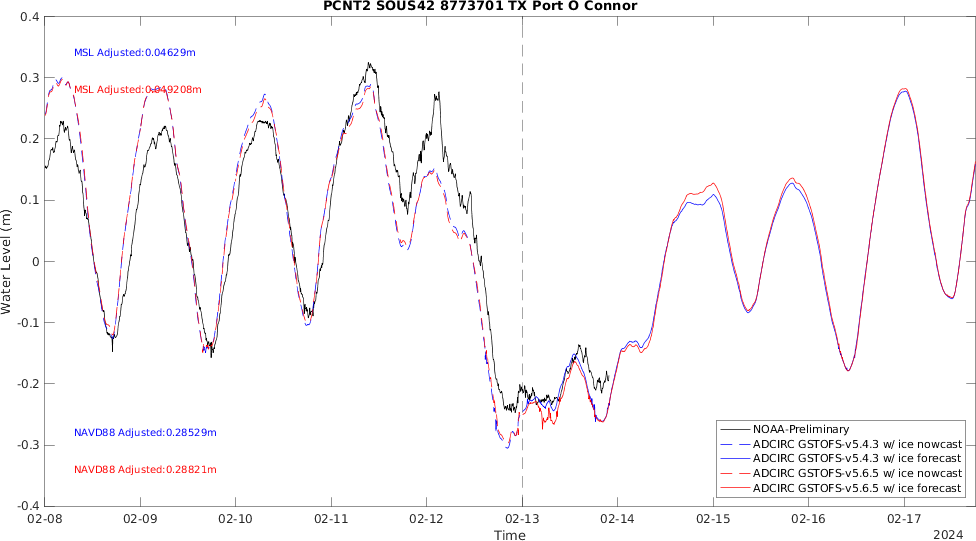 PCNT2 SOUS42 8773701 TX Port O Connor
0.4
0.3
0.2
0.1
0
-0.1
-0.2
-0.3
-0.4
Water Level (m)
MSL Adjusted:0.04629m
MSL Adjusted:0.049208m
NAVD88 Adjusted:0.28529m
NAVD88 Adjusted:0.28821m
NOAA-Preliminary
ADCIRC GSTOFS-v5.4.3 w/ ice nowcast
ADCIRC GSTOFS-v5.4.3 w/ ice forecast
ADCIRC GSTOFS-v5.6.5 w/ ice nowcast
ADCIRC GSTOFS-v5.6.5 w/ ice forecast
02-08 02-09 02-10 02-11 02-12 02-13 02-14 02-15 02-16 02-17
Time
2024